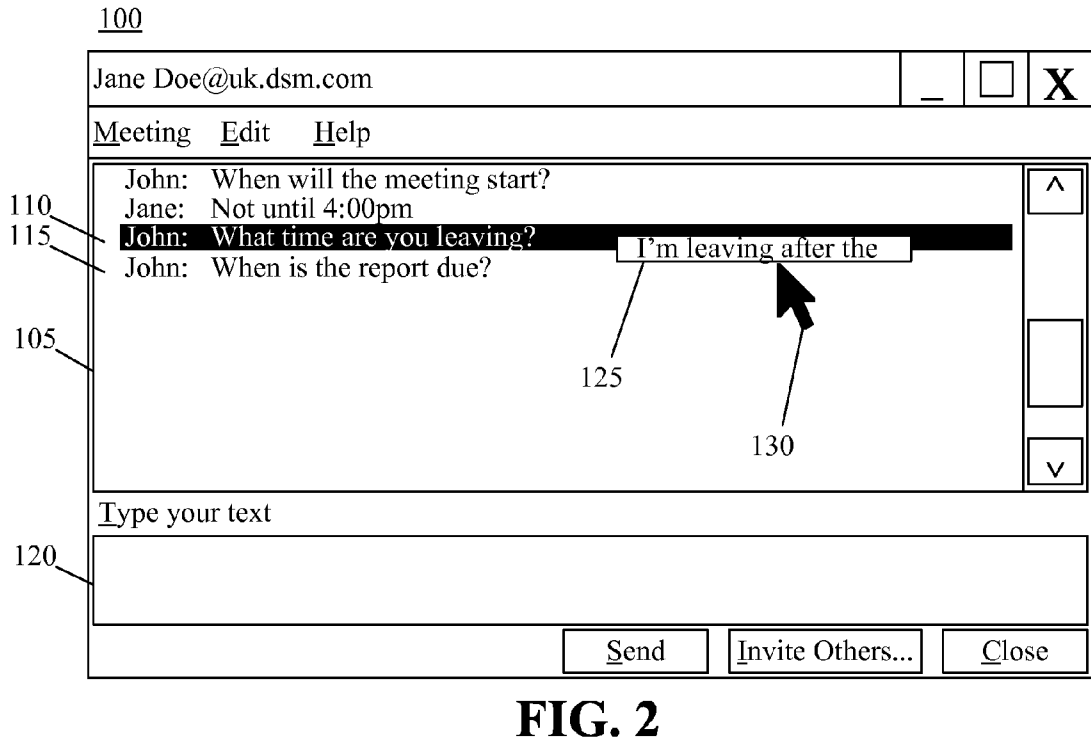 100
Jane Doe@uk.dsm.com _ X
Meeting Edit Help
John: When will the meeting start?
Jane: Not until 4:00pm
110 John: What time are you leaving?
I'm leaving after the
115 John: When is the report due?
105
125
130
Type your text
120
Send Invite Others... Close
FIG. 2